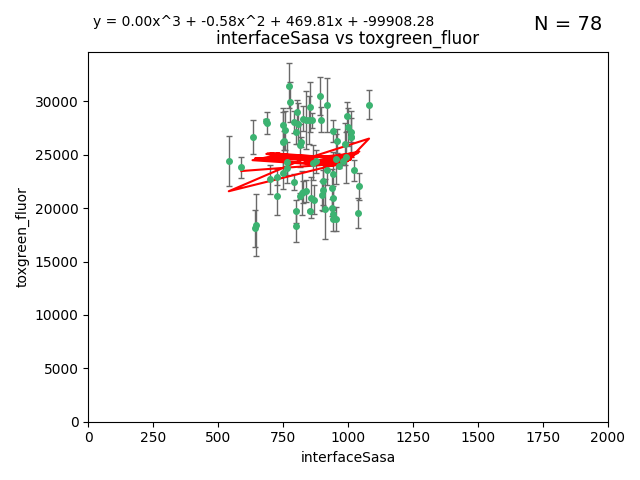 y = 0.00x^3 + -0.58x^2 + 469.81x + -99908.28
N = 78
interfaceSasa vs toxgreen_fluor
30000
25000
20000
15000
10000
5000
0
toxgreen_fluor
0 250 500 750 1000 1250 1500 1750 2000
interfaceSasa